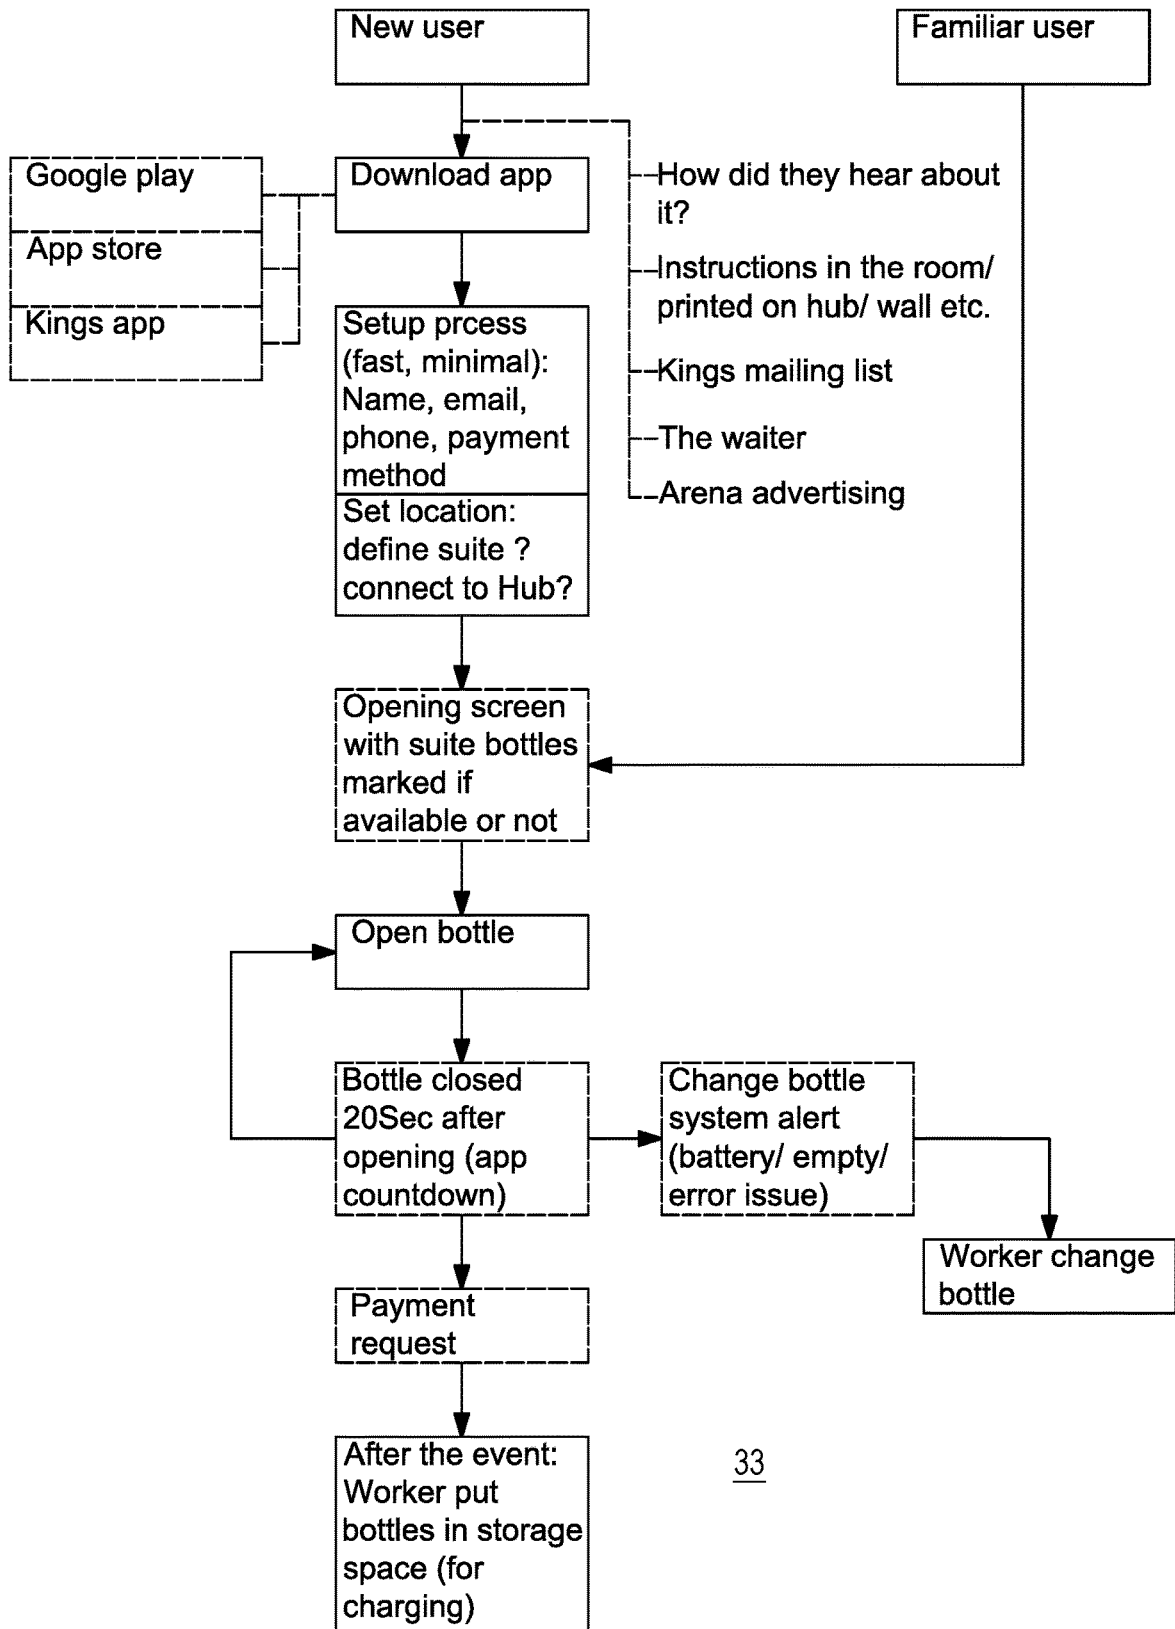 New user
Familiar user
Google play
App store
Kings app
Download app
How did they hear about
it?
Instructions in the room/
printed on hub/ wall etc.
Kings mailing list
The waiter
Arena advertising
Setup prcess
(fast, minimal):
Name, email,
phone, payment
method
Set location:
define suite ?
connect to Hub?
Opening screen
with suite bottles
marked if
available or not
Open bottle
Bottle closed
20Sec after
opening (app
countdown)
Change bottle
system alert
(battery/ empty/
error issue)
Worker change
bottle
Payment
request
After the event:
Worker put
bottles in storage
space (for
charging)
33